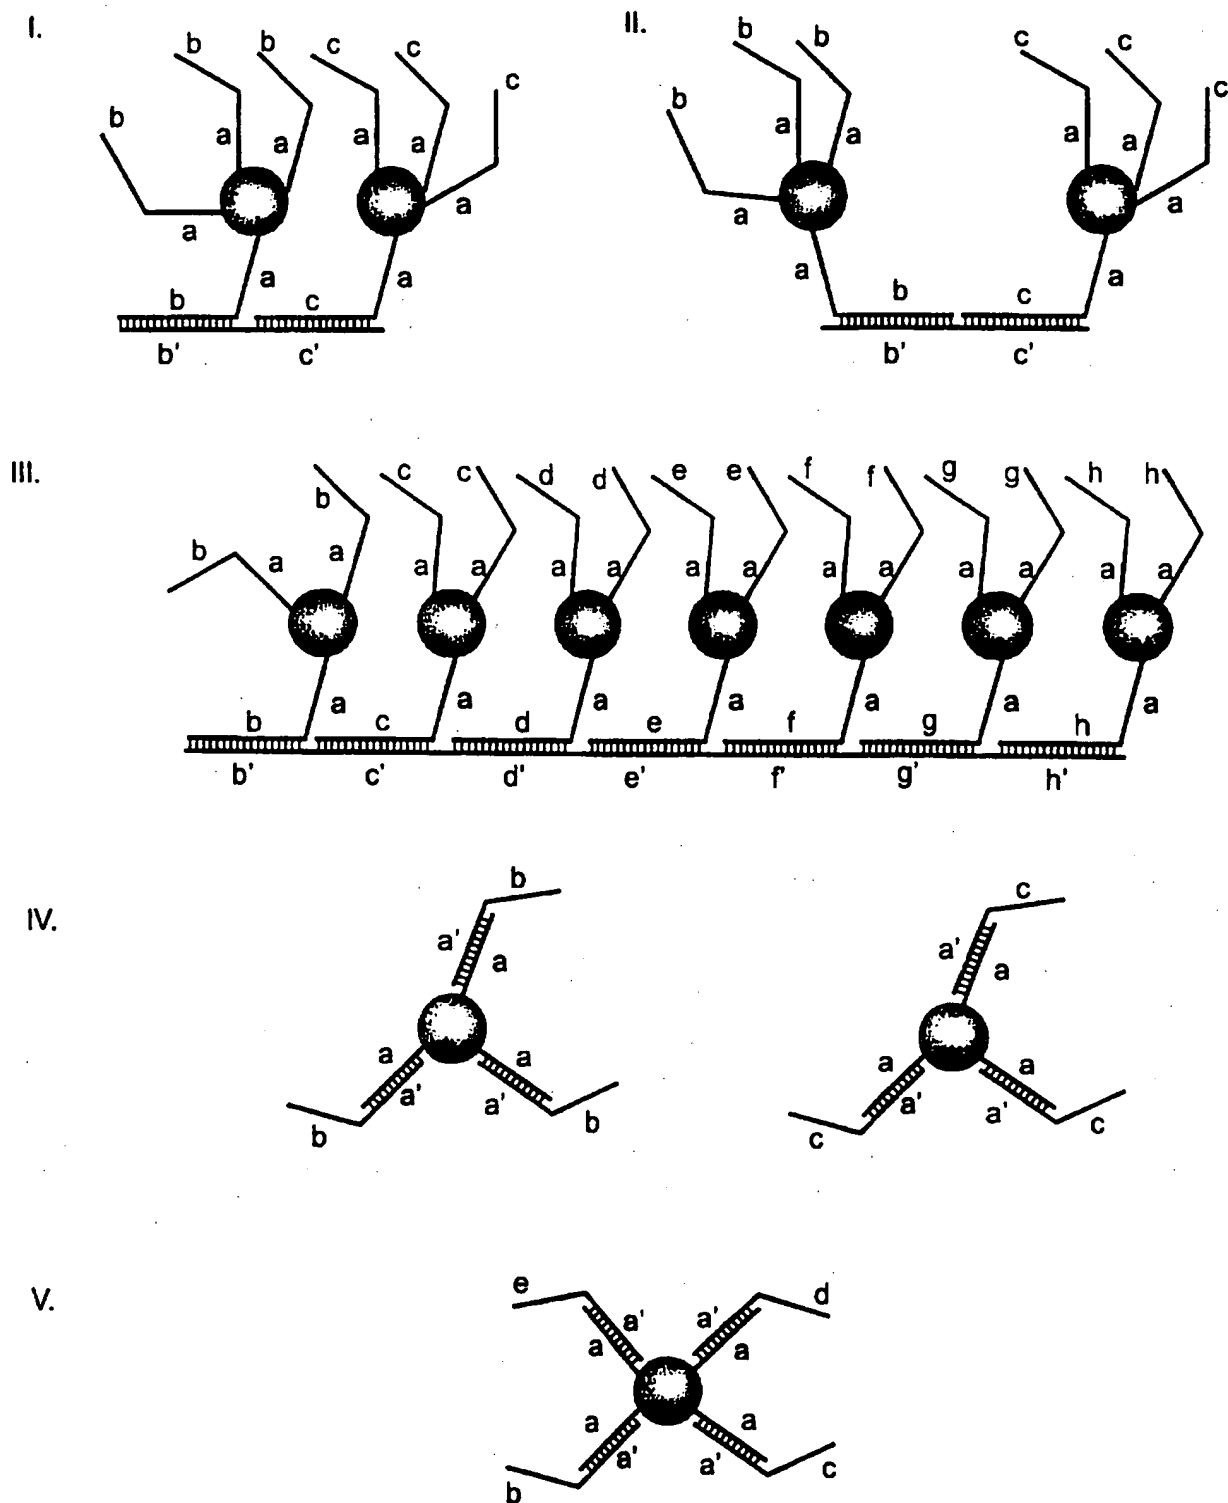 I. II.
b b c c c b
a a a a a a
b c
b' c'
b b b c c c
a a a a a a a a
b c
b' c'
III.
b b c c d d e e f f g g h h
a a a a a a a a a a a a a a
a a a a a a a
b c d e f g h
b' c' d' e' f' g' h'
IV.
b c
a' a a' a
a a' a a' a a' a a'
b b c c
V.
e d
a' a a' a
a a' a a'
b c